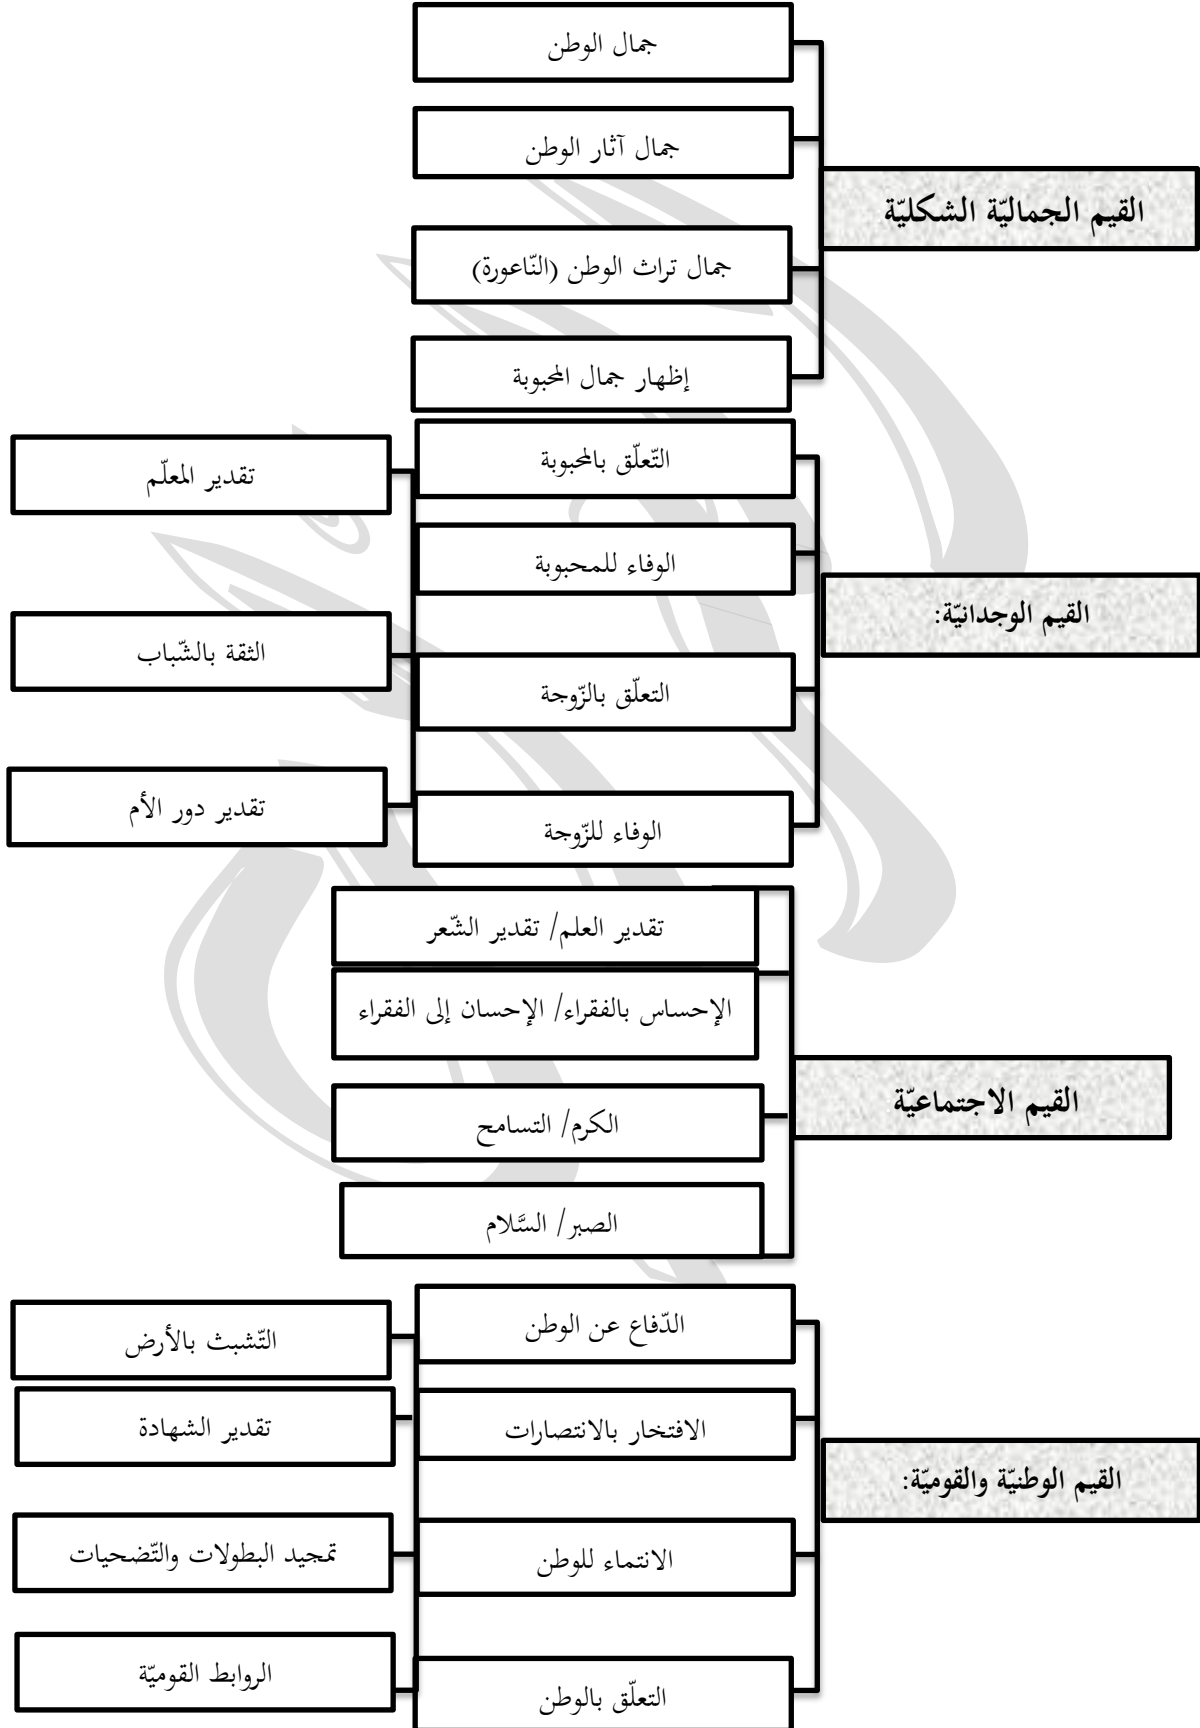 القيم الجماليّة الشكليّة
جمال الوطن
جمال آثار الوطن
جمال تراث الوطن (النّاعورة)
إظهار جمال المحبوبة
القيم الوجدانيّة:
التّعلّق بالمحبوبة
الوفاء للمحبوبة
التعلّق بالزّوجة
الوفاء للزّوجة
تقدير المعلّم
الثقة بالشّباب
تقدير دور الأم
القيم الاجتماعيّة
تقدير العلم/ تقدير الشّعر
الإحساس بالفقراء/ الإحسان إلى الفقراء
الكرم/ التسامح
الصبر/ السَّلام
القيم الوطنيّة والقوميّة:
الدّفاع عن الوطن
الافتخار بالانتصارات
الانتماء للوطن
التعلّق بالوطن
التّشبث بالأرض
تقدير الشهادة
تمجيد البطولات والتّضحيات
الروابط القوميّة